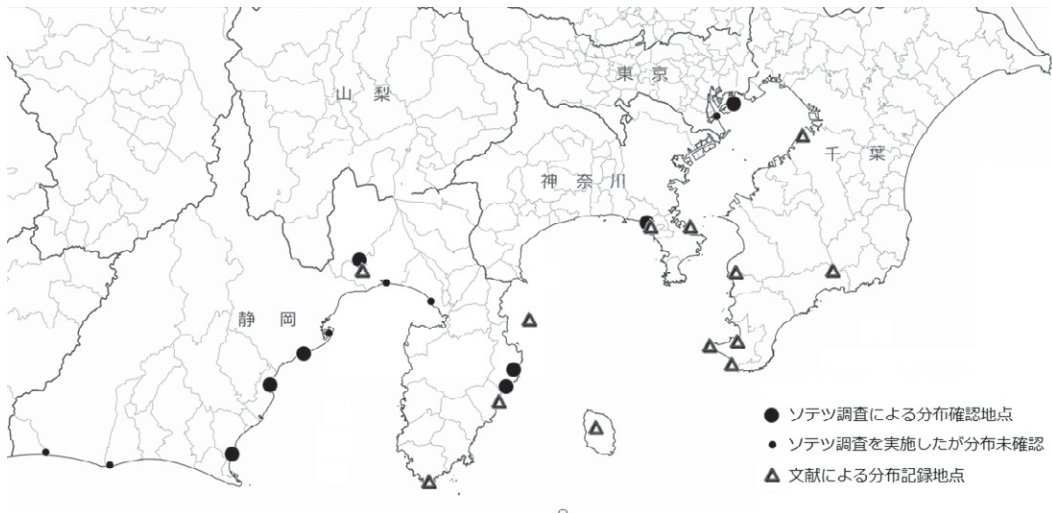 東 京
山 梨
千 葉
神 奈 川
静 岡
ソテツ調査による分布確認地点
ソテツ調査を実施したが分布未確認
文献による分布記録地点